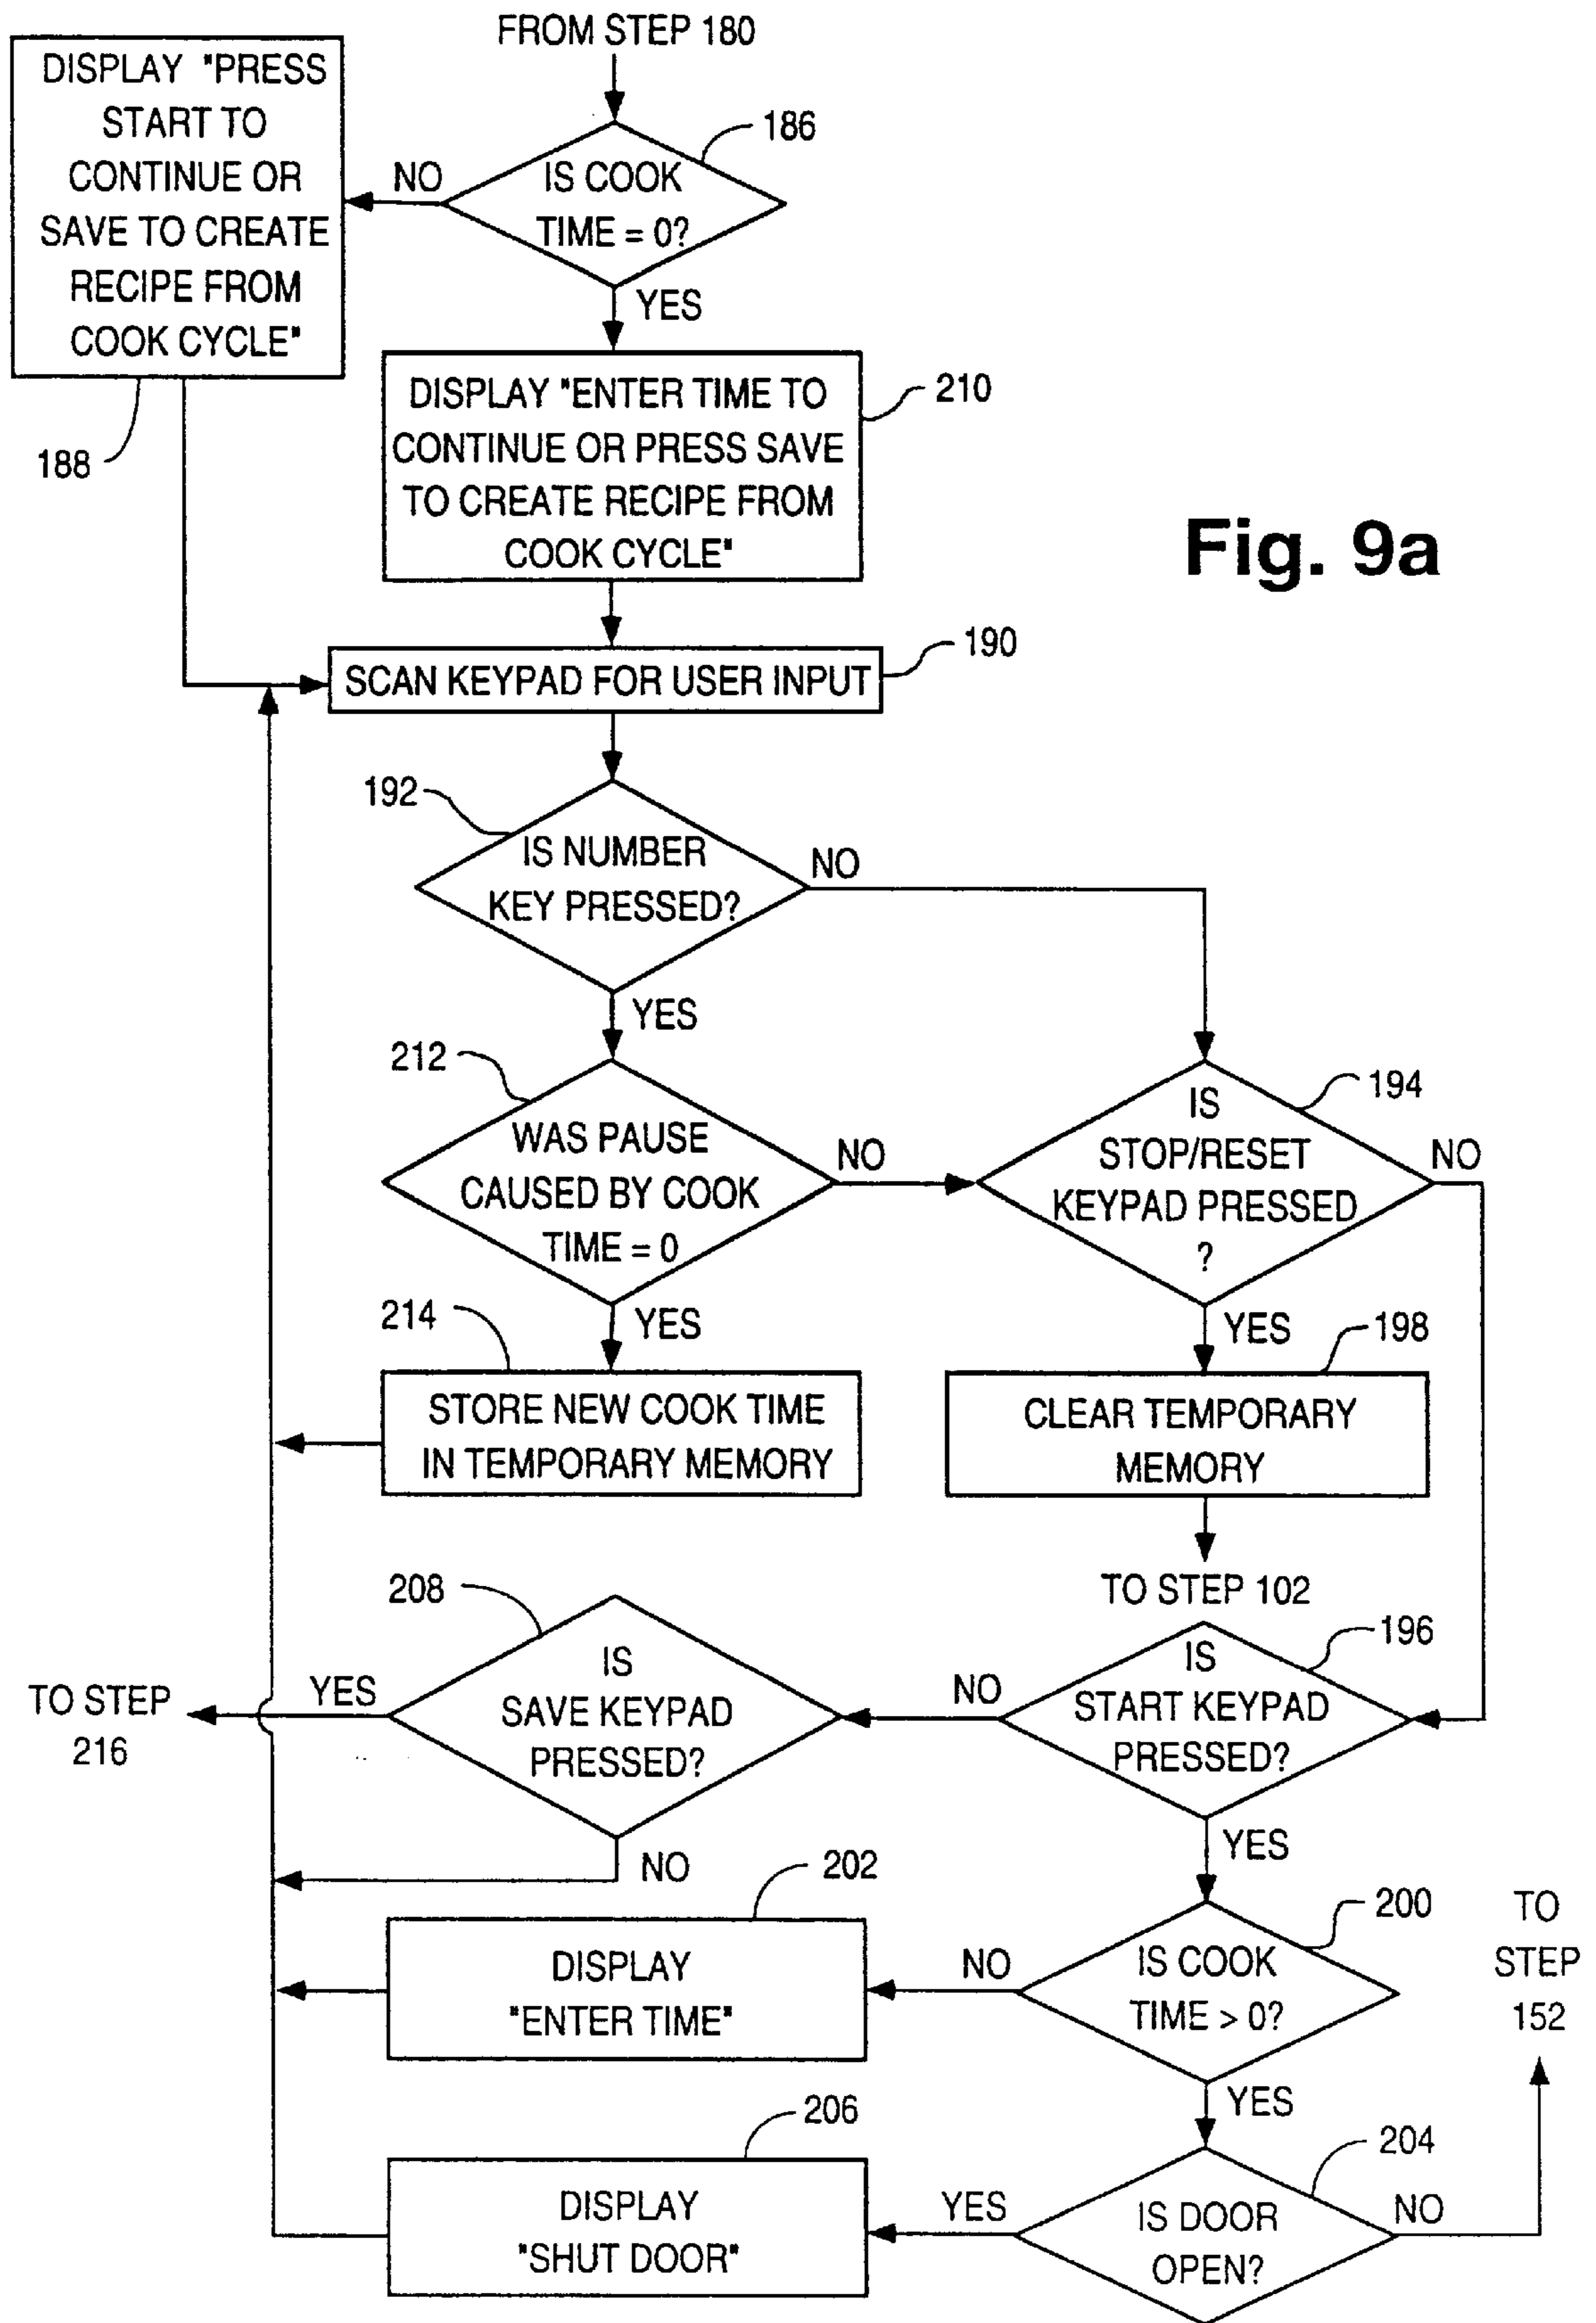 FROM STEP 180
DISPLAY "PRESS
START TO
CONTINUE OR
SAVE TO CREATE
RECIPE FROM
COOK CYCLE"
188
186
IS COOK
TIME = 0?
NO
YES
DISPLAY "ENTER TIME TO
CONTINUE OR PRESS SAVE
TO CREATE RECIPE FROM
COOK CYCLE"
210
Fig. 9a
SCAN KEYPAD FOR USER INPUT
190
192
IS NUMBER
KEY PRESSED?
NO
YES
212
WAS PAUSE
CAUSED BY COOK
TIME = 0
NO
YES
194
IS
STOP/RESET
KEYPAD PRESSED
?
NO
YES
214
STORE NEW COOK TIME
IN TEMPORARY MEMORY
198
CLEAR TEMPORARY
MEMORY
TO STEP 102
208
IS
SAVE KEYPAD
PRESSED?
YES
TO STEP
216
NO
196
IS
START KEYPAD
PRESSED?
NO
YES
202
DISPLAY
"ENTER TIME"
200
IS COOK
TIME > 0?
NO
YES
TO
STEP
152
206
DISPLAY
"SHUT DOOR"
204
IS DOOR
OPEN?
YES
NO